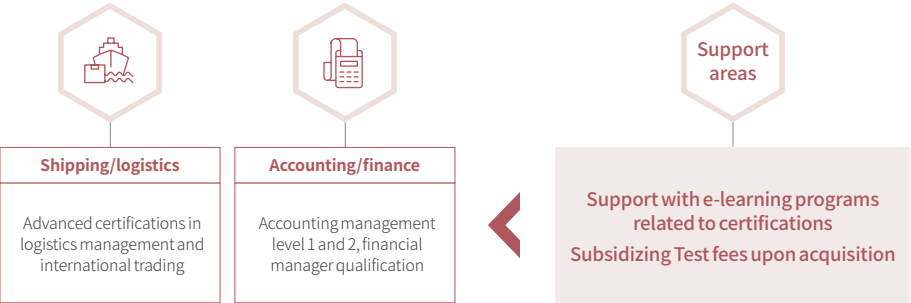 Support
areas
Shipping/logistics
Advanced certifications in
logistics management and
international trading
Accounting/finance
Accounting management
level 1 and 2, financial
manager qualification
Support with e-learning programs
related to certifications
Subsidizing Test fees upon acquisition